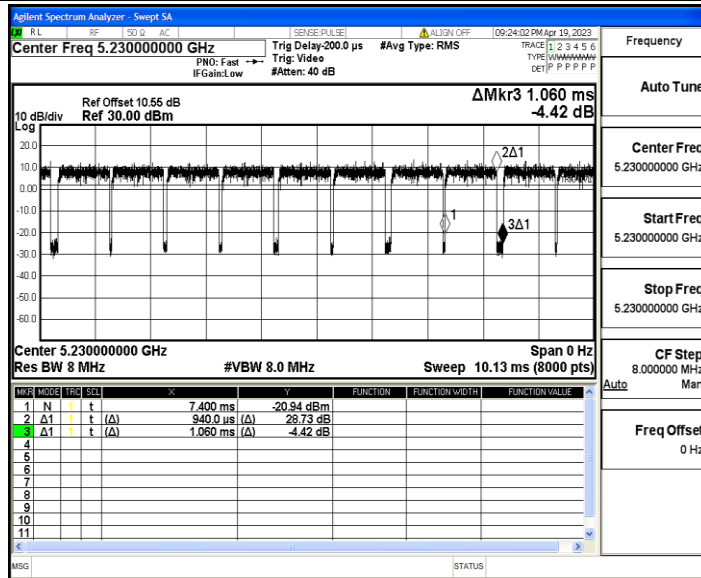 Agilent Spectrum Analyzer - Swept SA
RL RF 50 Ω AC SENSE:PULSE ALIGN OFF 09:24:02 PM Apr 19, 2023
Center Freq 5.230000000 GHz
PNO: Fast
IFGain:Low
Trig Delay-200.0 µs
Trig: Video
#Atten: 40 dB
#Avg Type: RMS
TRACE 1 2 3 4 5 6
TYPE
DET P P P P P P
Ref Offset 10.55 dB
10 dB/div Ref 30.00 dBm
Log
ΔMkr3 1.060 ms
-4.42 dB
20.0
10.0
0.00
-10.0
-20.0
-30.0
-40.0
-50.0
-60.0
2Δ1
1
3Δ1
Center 5.230000000 GHz Span 0 Hz
Res BW 8 MHz #VBW 8.0 MHz Sweep 10.13 ms (8000 pts)
MKR MODE TRC SCL X Y FUNCTION FUNCTION WIDTH FUNCTION VALUE
1 N 1 t 7.400 ms -20.94 dBm
2 Δ1 1 t (Δ) 940.0 µs (Δ) 28.73 dB
3 Δ1 1 t (Δ) 1.060 ms (Δ) -4.42 dB
4
5
6
7
8
9
10
11
MSG STATUS
Frequency
Auto Tune
Center Freq
5.230000000 GHz
Start Freq
5.230000000 GHz
Stop Freq
5.230000000 GHz
CF Step
8.000000 MHz
Auto Man
Freq Offset
0 Hz